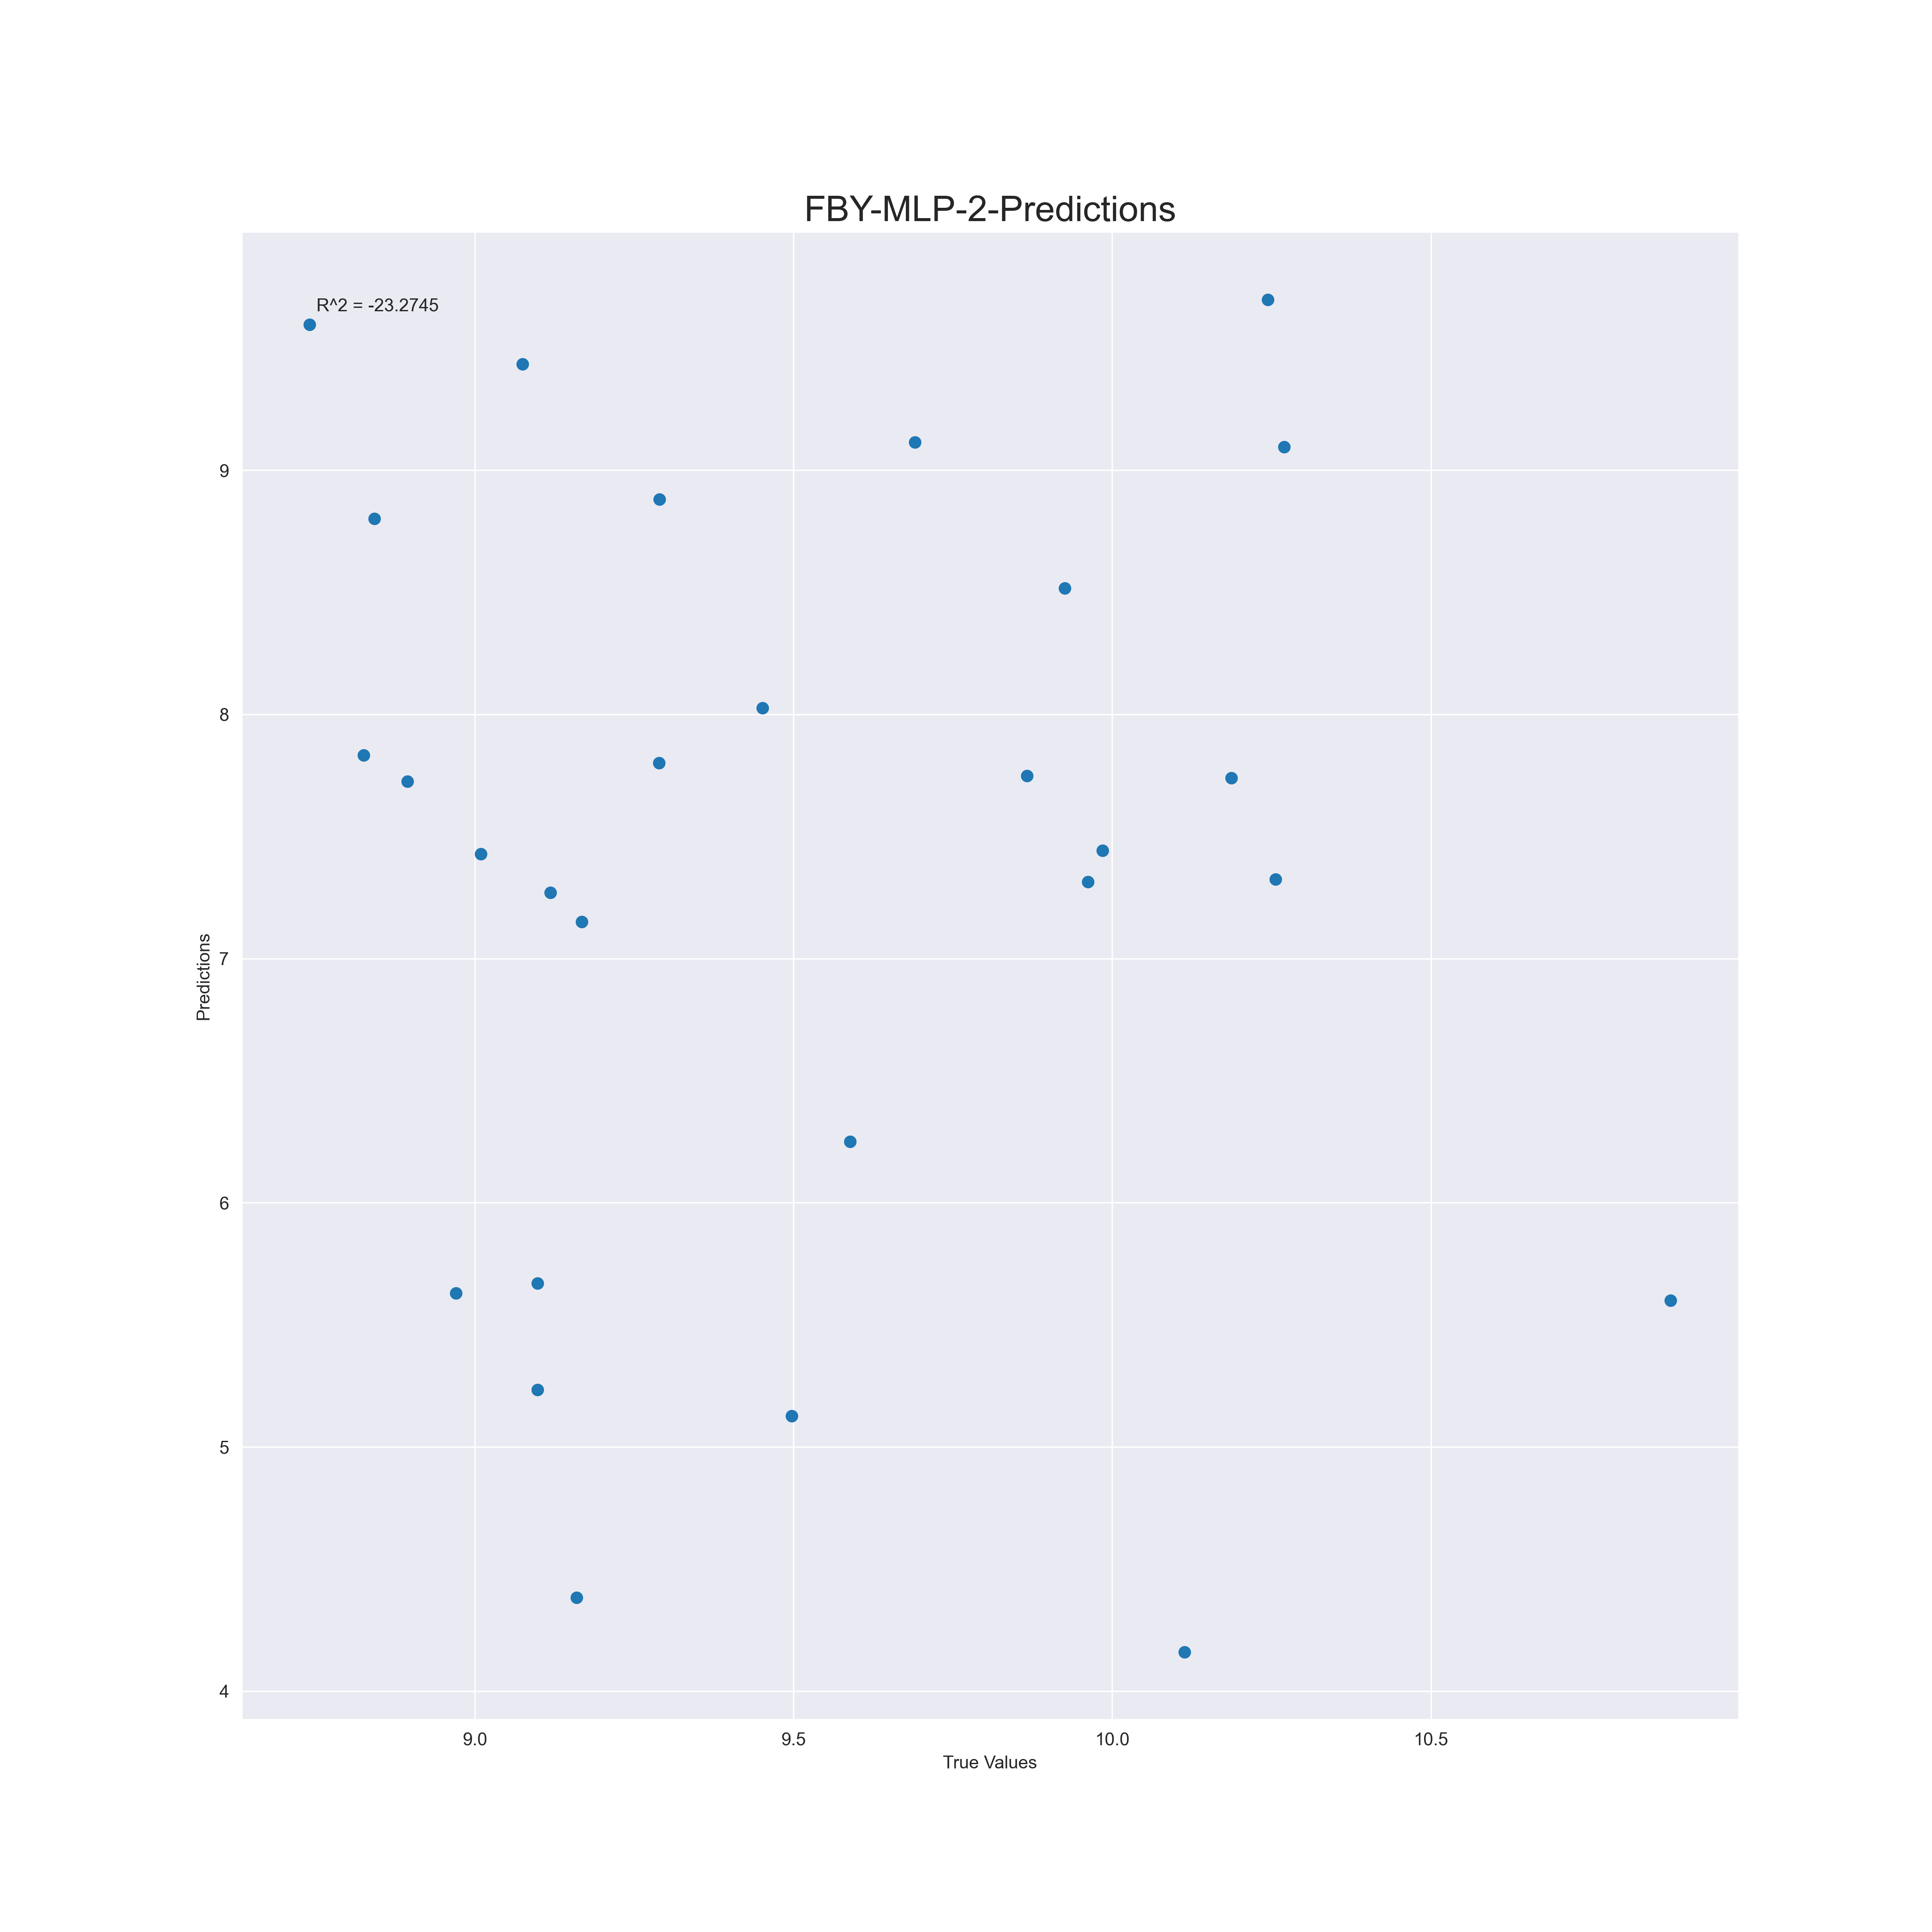 FBY-MLP-2-Predictions
R^2 = -23.2745
9
8
7
6
5
4
Predictions
9.0 9.5 10.0 10.5
True Values